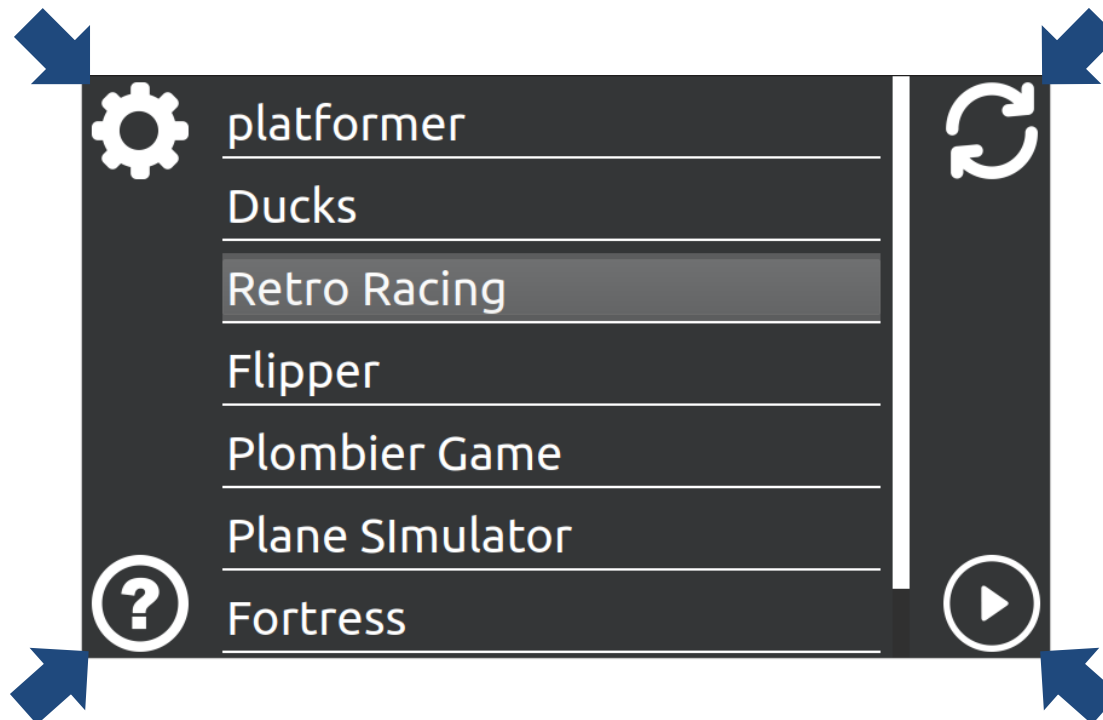 platformer
Ducks
Retro Racing
Flipper
Plombier Game
Plane SImulator
?
Fortress